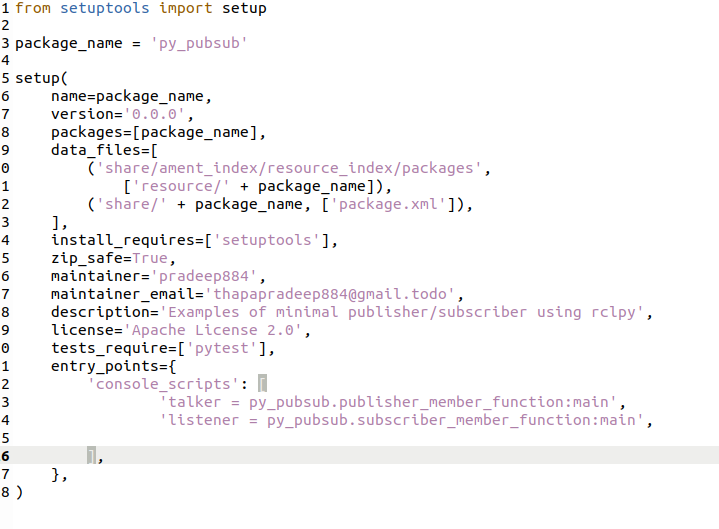 1 from setuptools import setup
2
3 package_name = 'py_pubsub'
4
5 setup(
6     name=package_name,
7     version='0.0.0',
8     packages=[package_name],
9     data_files=[
0         ('share/ament_index/resource_index/packages',
1             ['resource/' + package_name]),
2         ('share/' + package_name, ['package.xml']),
3     ],
4     install_requires=['setuptools'],
5     zip_safe=True,
6     maintainer='pradeep884',
7     maintainer_email='thapapradeep884@gmail.todo',
8     description='Examples of minimal publisher/subscriber using rclpy',
9     license='Apache License 2.0',
0     tests_require=['pytest'],
1     entry_points={
2         'console_scripts': [
3                 'talker = py_pubsub.publisher_member_function:main',
4                 'listener = py_pubsub.subscriber_member_function:main',
5
6         ],
7     },
8 )